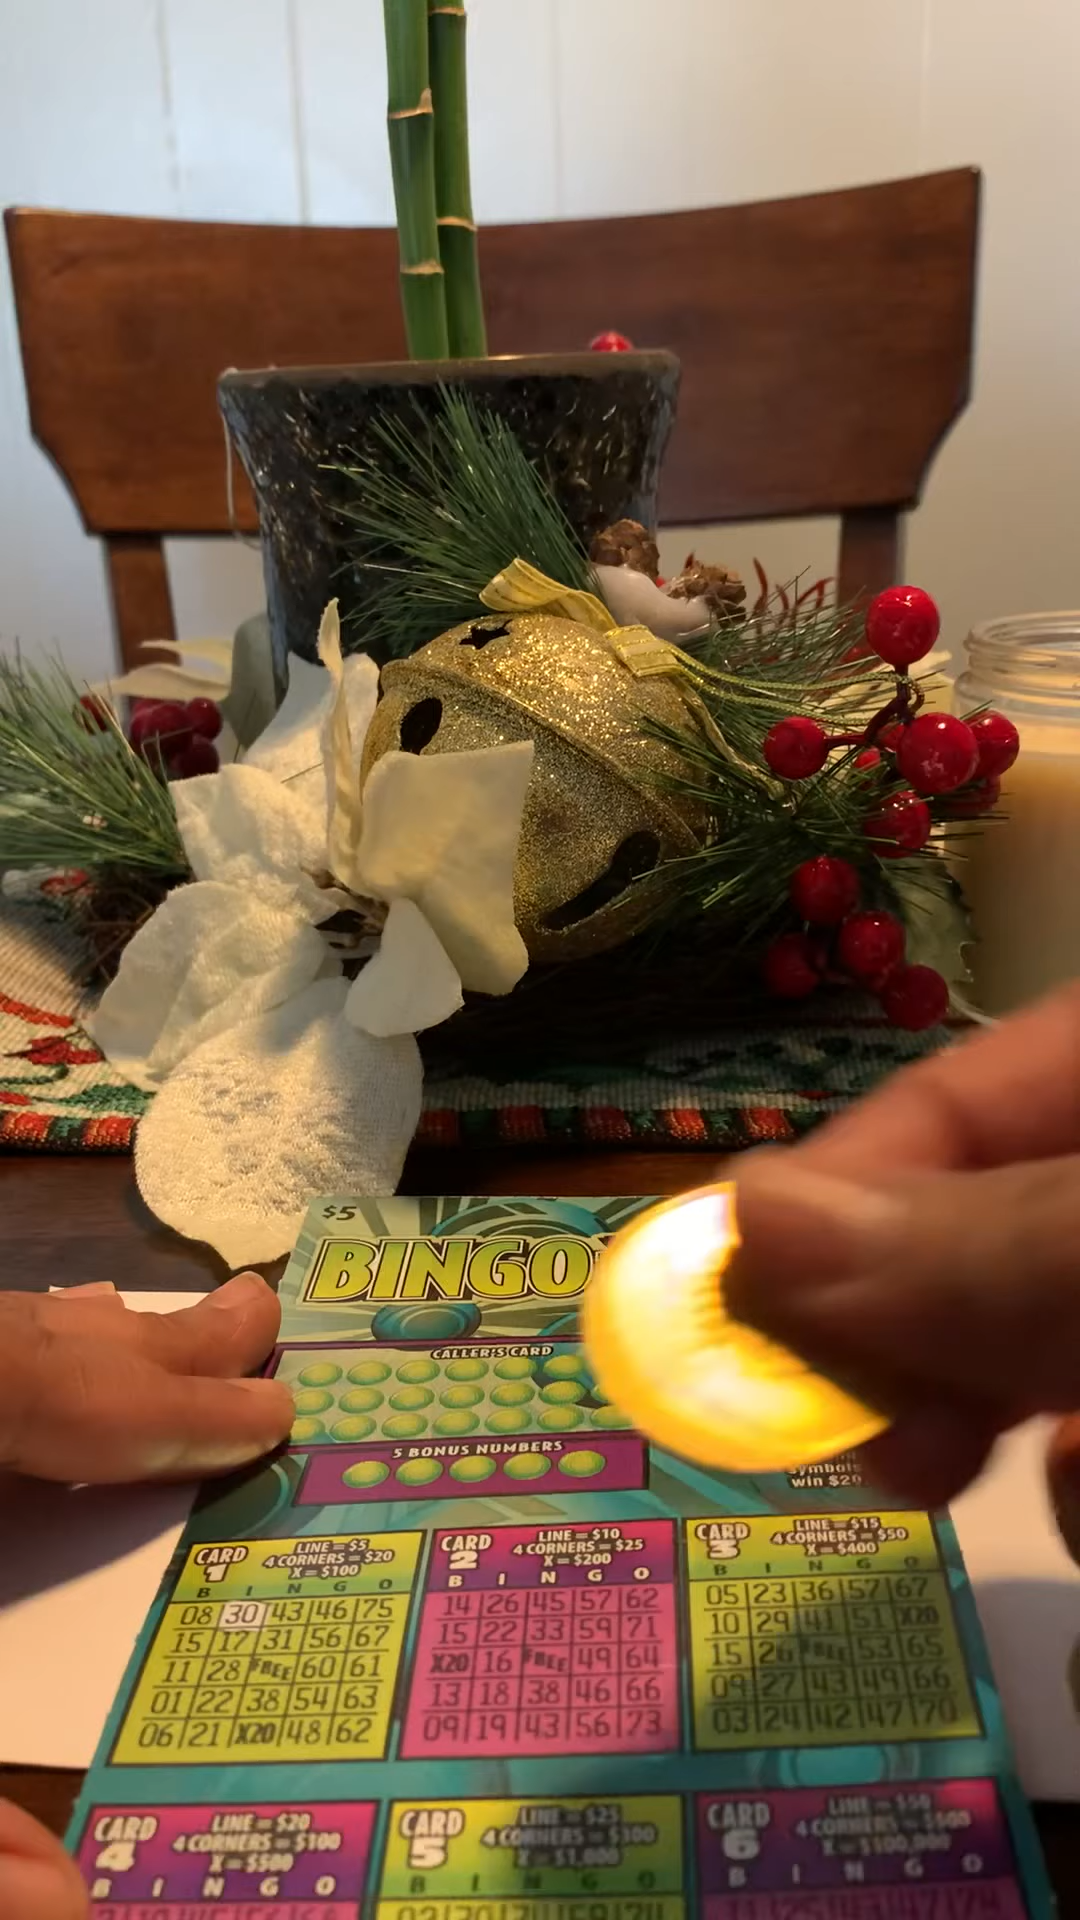 $5
BINGO
CALLER'S CARD
5 BONUS NUMBERS
symbols
win $20
CARD 1
LINE = $5
4 CORNERS = $20
X = $100
B I N G O
08 30 43 46 75
15 17 31 56 67
11 28 FREE 60 61
01 22 38 54 63
06 21 X20 48 62
CARD 2
LINE = $10
4 CORNERS = $25
X = $200
B I N G O
14 26 45 57 62
15 22 33 59 71
X20 16 FREE 49 64
13 18 38 46 66
09 19 43 56 73
CARD 3
LINE = $15
4 CORNERS = $50
X = $400
B I N G O
05 23 36 57 67
10 29 41 51 X20
15 26 FREE 53 65
09 27 43 49 66
03 24 42 47 70
CARD 4
LINE = $20
4 CORNERS = $100
X = $500
B I N G O
CARD 5
LINE = $25
4 CORNERS = $300
X = $1,000
B I N G O
CARD 6
LINE = $50
4 CORNERS = $500
X = $100,000
B I N G O